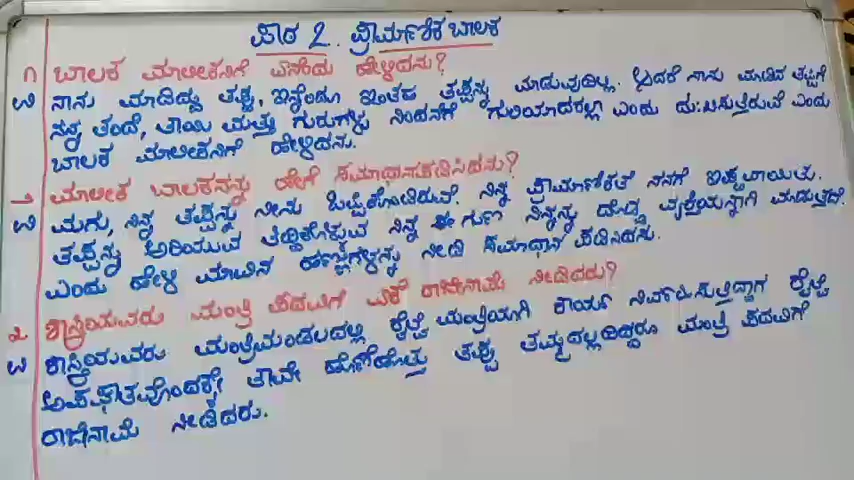 ಪಾಠ 2. ಪ್ರಾಮಾಣಿಕ ಬಾಲಕ
೧ ಬಾಲಕ ಮಾಲೀಕನಿಗೆ ಏನೆಂದು ಹೇಳಿದನು?
ಉ ನಾನು ಮಾಡಿದ್ದು ತಪ್ಪು, ಇನ್ನೆಂದೂ ಇಂತಹ ತಪ್ಪನ್ನು ಮಾಡುವುದಿಲ್ಲ. ಆದರೆ ನಾನು ಮಾಡಿದ ತಪ್ಪಿಗೆ
ನನ್ನ ತಂದೆ, ತಾಯಿ ಮತ್ತು ಗುರುಗಳು ನಿಂದನೆಗೆ ಗುರಿಯಾದರಲ್ಲಾ ಎಂದು ದು:ಖಿಸುತ್ತಿರುವೆ ಎಂದು
ಬಾಲಕ ಮಾಲೀಕನಿಗೆ ಹೇಳಿದನು.
೨ ಮಾಲೀಕ ಬಾಲಕನನ್ನು ಹೇಗೆ ಸಮಾಧಾನಪಡಿಸಿದನು?
ಉ ಮಗು, ನಿನ್ನ ತಪ್ಪನ್ನು ನೀನು ಒಪ್ಪಿಕೊಂಡಿರುವೆ. ನಿನ್ನ ಪ್ರಾಮಾಣಿಕತೆ ನನಗೆ ಇಷ್ಟವಾಯಿತು.
ತಪ್ಪನ್ನು ಅರಿಯುವ ತಿದ್ದಿಕೊಳ್ಳುವ ನಿನ್ನ ಈ ಗುಣ ನಿನ್ನನ್ನು ದೊಡ್ಡ ವ್ಯಕ್ತಿಯನ್ನಾಗಿ ಮಾಡುತ್ತದೆ.
ಎಂದು ಹೇಳಿ ಮಾವಿನ ಹಣ್ಣುಗಳನ್ನು ನೀಡಿ ಸಮಾಧಾನ ಪಡಿಸಿದನು.
೩ ಶಾಸ್ತ್ರಿಯವರು ಮಂತ್ರಿ ಪದವಿಗೆ ಏಕೆ ರಾಜೀನಾಮೆ ನೀಡಿದರು?
ಉ ಶಾಸ್ತ್ರಿಯವರು ಮಂತ್ರಿಮಂಡಲದಲ್ಲಿ ರೈಲ್ವೆ ಮಂತ್ರಿಯಾಗಿ ಕಾರ್ಯ ನಿರ್ವಹಿಸುತ್ತಿದ್ದಾಗ ರೈಲ್ವೆ
ಅಪಘಾತವೊಂದಕ್ಕೇ ತಾವೇ ಹೊಣೆಹೊತ್ತು ತಪ್ಪು ತಮ್ಮದಲ್ಲದಿದ್ದರೂ ಮಂತ್ರಿ ಪದವಿಗೆ
ರಾಜೀನಾಮೆ ನೀಡಿದರು.